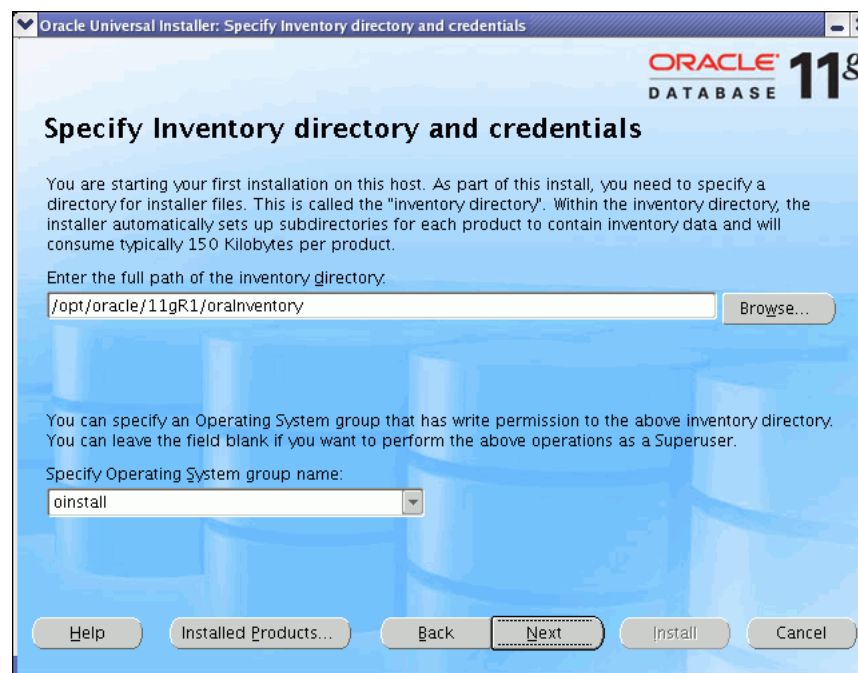 Oracle Universal Installer: Specify Inventory directory and credentials
ORACLE
DATABASE
11g
Specify Inventory directory and credentials
You are starting your first installation on this host. As part of this install, you need to specify a
directory for installer files. This is called the "inventory directory". Within the inventory directory, the
installer automatically sets up subdirectories for each product to contain inventory data and will
consume typically 150 Kilobytes per product.
Enter the full path of the inventory directory:
/opt/oracle/11gR1/oraInventory
Browse...
You can specify an Operating System group that has write permission to the above inventory directory.
You can leave the field blank if you want to perform the above operations as a Superuser.
Specify Operating System group name:
oinstall
Help
Installed Products...
Back
Next
Install
Cancel